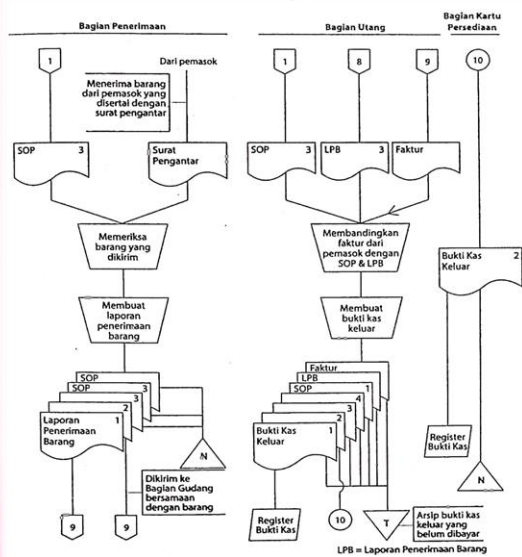 Bagian Penerimaan
Bagian Utang
Bagian Kartu
Persediaan
1
Dari pemasok
Menerima barang
dari pemasok yang
disertai dengan
surat pengantar
SOP 3
Surat
Pengantar
Memeriksa
barang yang
dikirim
Membuat
laporan
penerimaan
barang
SOP
SOP 3
3
2
Laporan
Penerimaan
Barang
1
N
Dikirim ke
Bagian Gudang
bersamaan
dengan barang
9
9
1
8
9
SOP 3
LPB 3
Faktur
Membandingkan
faktur dari
pemasok dengan
SOP & LPB
Membuat
bukti kas
keluar
Faktur
LPB
SOP 1
4
3
2
Bukti Kas
Keluar
1
Register
Bukti Kas
10
T
Arsip bukti kas
keluar yang
belum dibayar
10
Bukti Kas
Keluar
2
Register
Bukti Kas
N
LPB = Laporan Penerimaan Barang